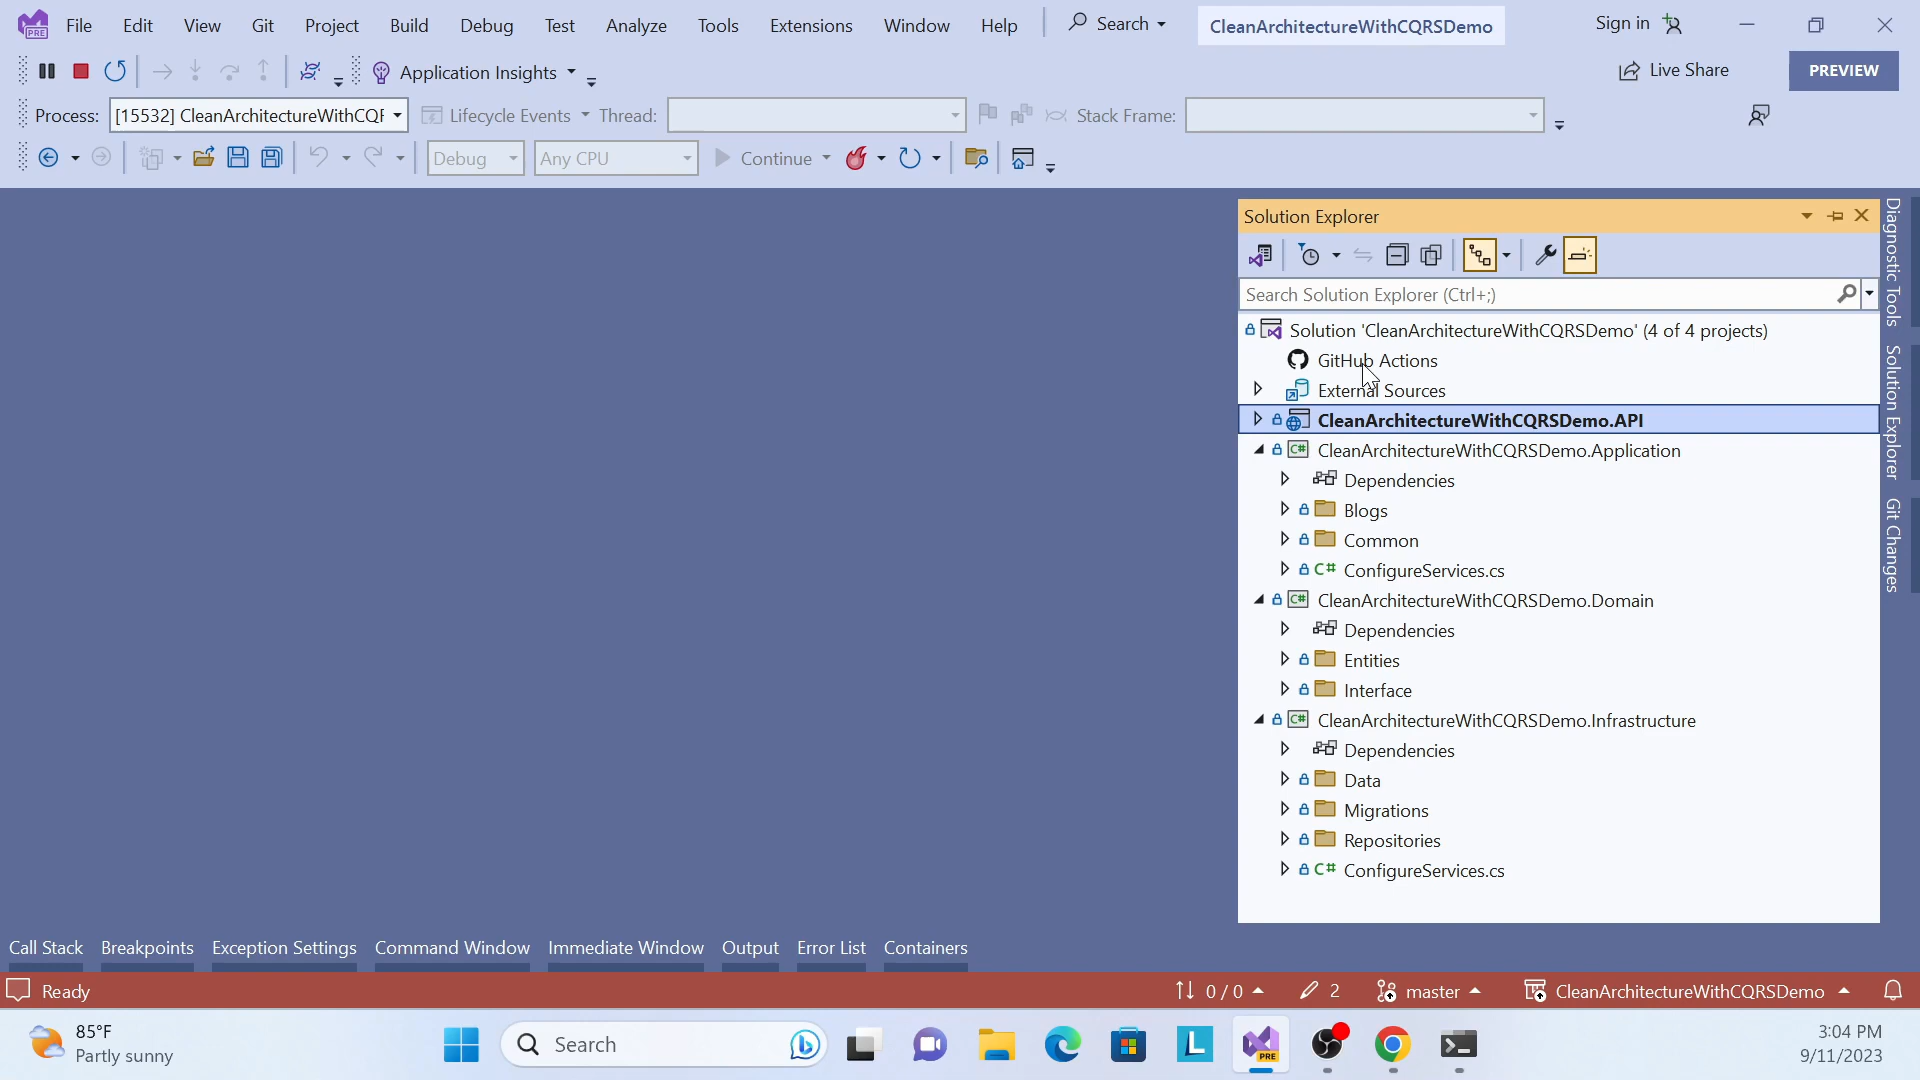 File Edit View Git Project Build Debug Test Analyze Tools Extensions Window Help Search CleanArchitectureWithCQRSDemo Sign in
Application Insights Live Share PREVIEW
Process: [15532] CleanArchitectureWithCQF Lifecycle Events Thread: Stack Frame:
Debug Any CPU Continue
Solution Explorer
Search Solution Explorer (Ctrl+;)
Solution 'CleanArchitectureWithCQRSDemo' (4 of 4 projects)
GitHub Actions
External Sources
CleanArchitectureWithCQRSDemo.API
CleanArchitectureWithCQRSDemo.Application
Dependencies
Blogs
Common
C# ConfigureServices.cs
CleanArchitectureWithCQRSDemo.Domain
Dependencies
Entities
Interface
CleanArchitectureWithCQRSDemo.Infrastructure
Dependencies
Data
Migrations
Repositories
C# ConfigureServices.cs
Diagnostic Tools
Solution Explorer
Git Changes
Call Stack Breakpoints Exception Settings Command Window Immediate Window Output Error List Containers
Ready 0 / 0 2 master CleanArchitectureWithCQRSDemo
85°F
Partly sunny
Search
L
PRE
3:04 PM
9/11/2023